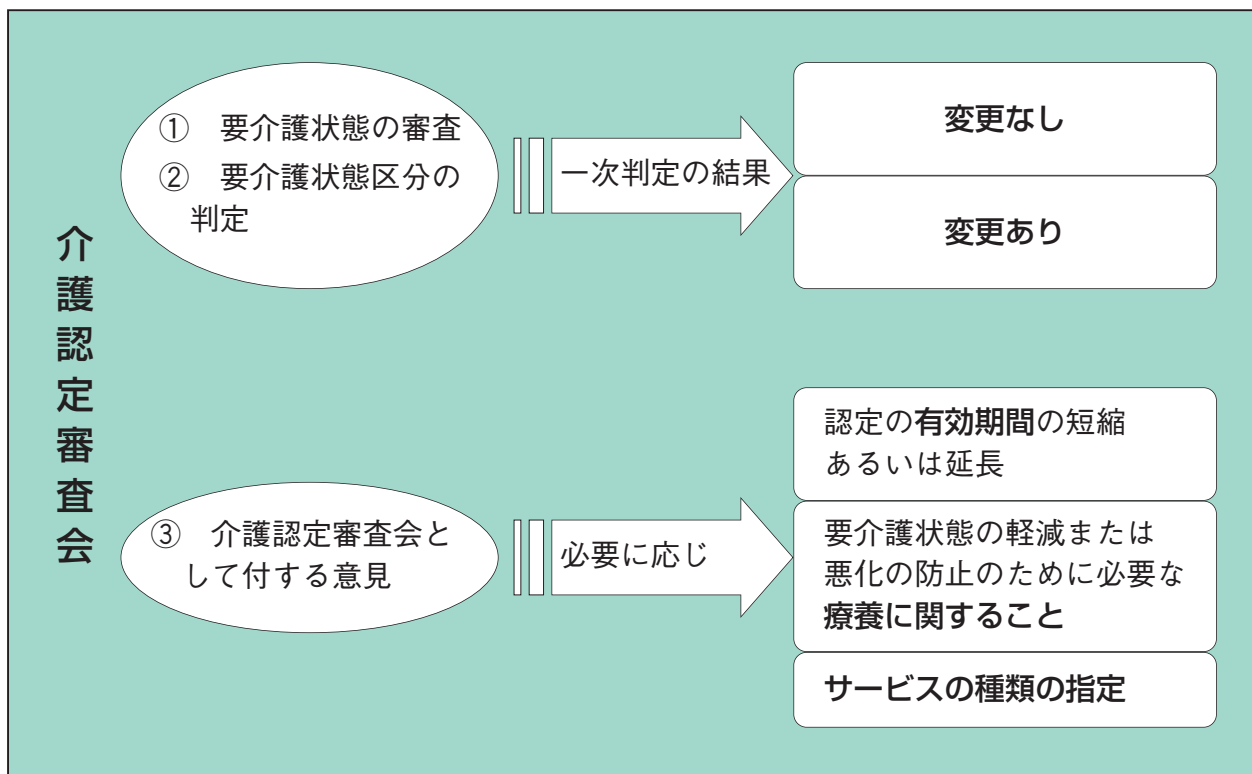 介護認定審査会
① 要介護状態の審査
② 要介護状態区分の
判定
一次判定の結果
変更なし
変更あり
③ 介護認定審査会と
して付する意見
必要に応じ
認定の有効期間の短縮
あるいは延長
要介護状態の軽減または
悪化の防止のために必要な
療養に関すること
サービスの種類の指定